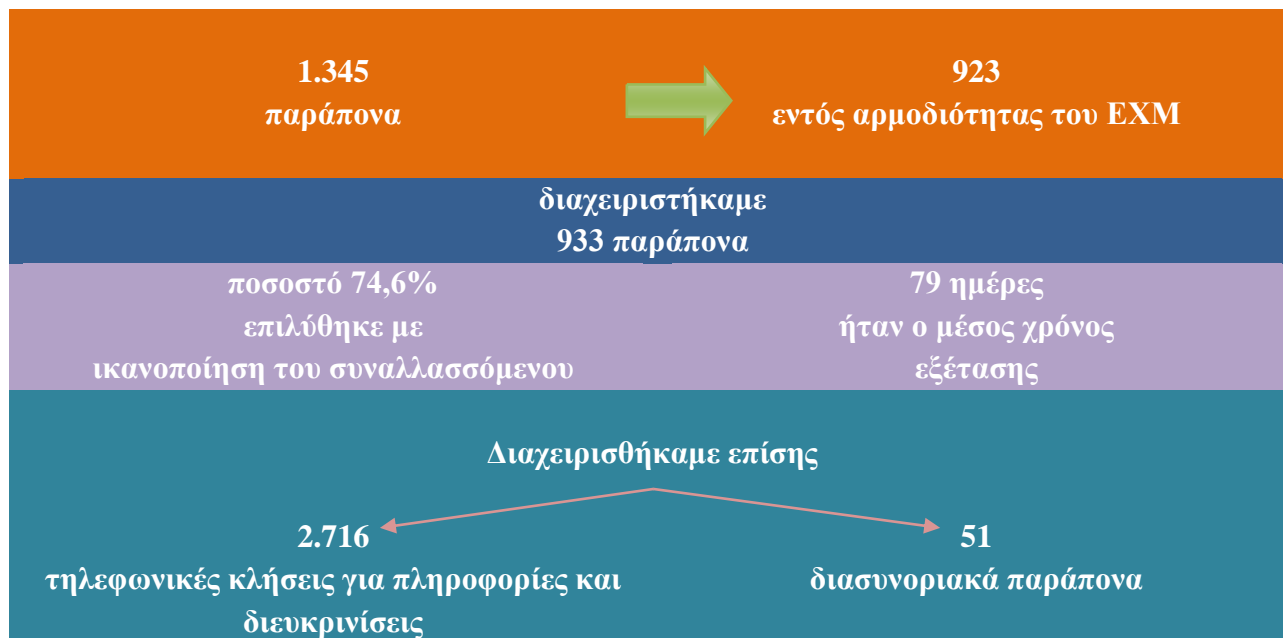 1.345
παράπονα
923
εντός αρμοδιότητας του ΕΧΜ
διαχειριστήκαμε
933 παράπονα
ποσοστό 74,6%
επιλύθηκε με
ικανοποίηση του συναλλασσόμενου
79 ημέρες
ήταν ο μέσος χρόνος
εξέτασης
Διαχειρισθήκαμε επίσης
2.716
τηλεφωνικές κλήσεις για πληροφορίες και
διευκρινίσεις
51
διασυνοριακά παράπονα